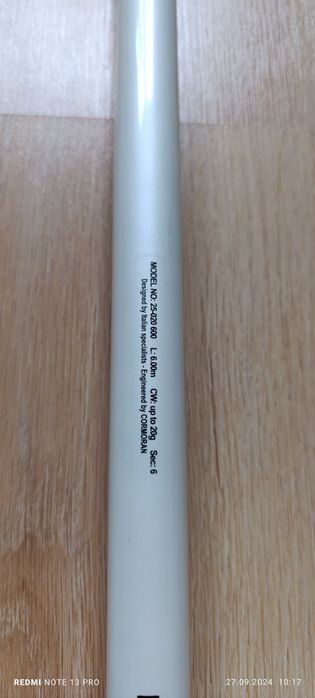 MODEL NO: 25-020 600 L: 6.00m CW: up to 20g Sec: 6
Designed by Italian specialists - Engineered by CORMORAN
REDMI NOTE 13 PRO
27.09.2024 10:17